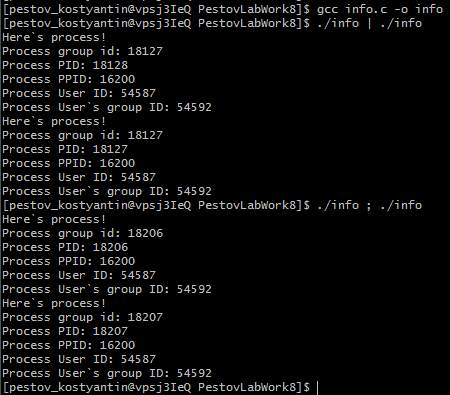 [pestov_kostyantin@vpsj3IeQ PestovLabWork8]$ gcc info.c -o info
[pestov_kostyantin@vpsj3IeQ PestovLabWork8]$ ./info | ./info
Here`s process!
Process group id: 18127
Process PID: 18128
Process PPID: 16200
Process User ID: 54587
Process User`s group ID: 54592
Here`s process!
Process group id: 18127
Process PID: 18127
Process PPID: 16200
Process User ID: 54587
Process User`s group ID: 54592
[pestov_kostyantin@vpsj3IeQ PestovLabWork8]$ ./info ; ./info
Here`s process!
Process group id: 18206
Process PID: 18206
Process PPID: 16200
Process User ID: 54587
Process User`s group ID: 54592
Here`s process!
Process group id: 18207
Process PID: 18207
Process PPID: 16200
Process User ID: 54587
Process User`s group ID: 54592
[pestov_kostyantin@vpsj3IeQ PestovLabWork8]$